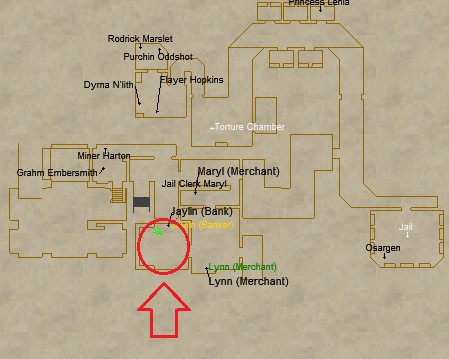 Princess Lenia
Rodrick Marslet
Purchin Oddshot
Elayer Hopkins
Dyrna N'lith
Torture Chamber
Miner Harton
Grahm Embersmith
Maryl (Merchant)
Jail Clerk Maryl
Jaylin (Bank)
(Banker)
Jail
Osargen
Lynn (Merchant)
Lynn (Merchant)